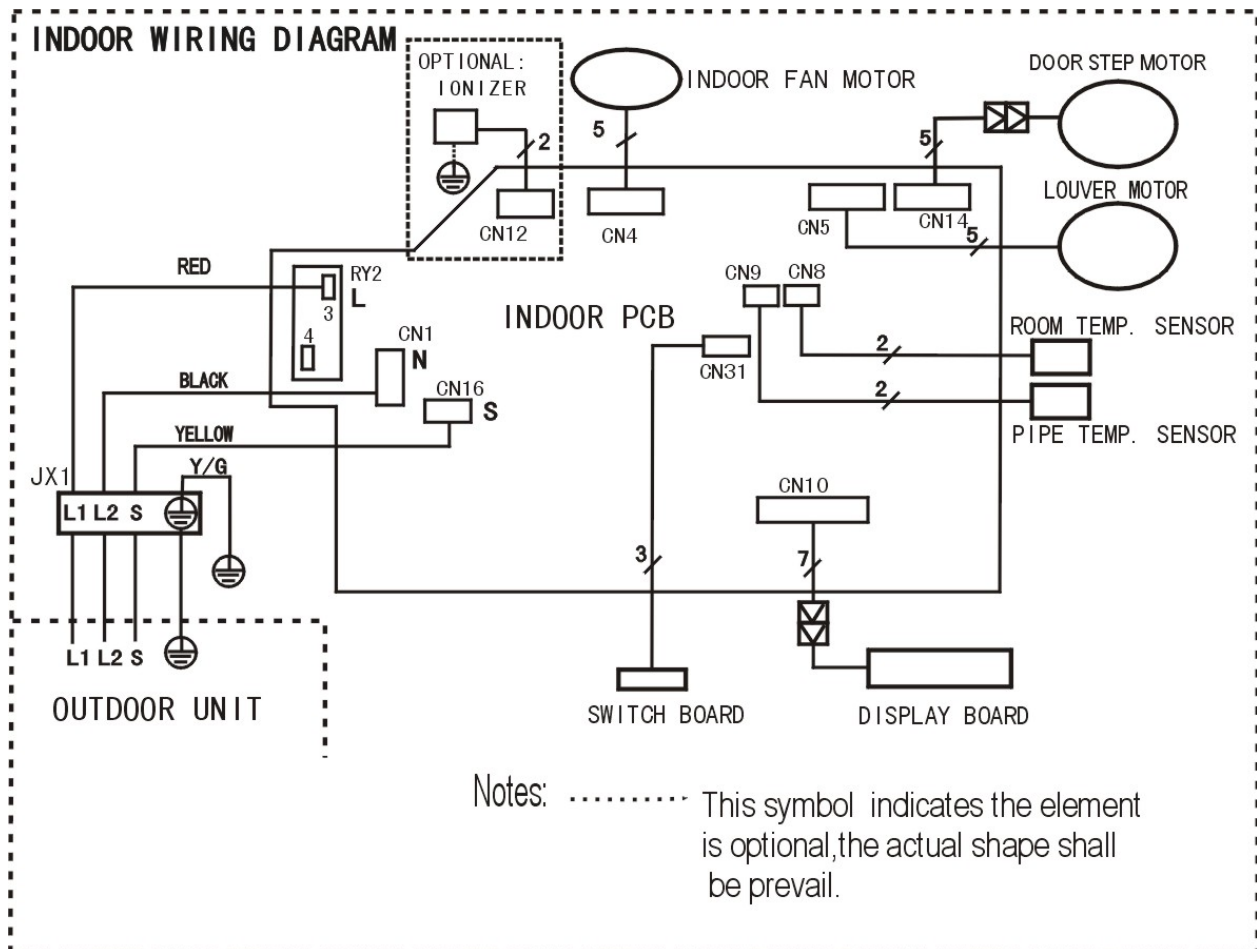 INDOOR WIRING DIAGRAM
OPTIONAL:
IONIZER
2
CN12
INDOOR FAN MOTOR
5
CN4
DOOR STEP MOTOR
5
CN14
LOUVER MOTOR
CN5
5
RED
RY2
L
3
4
CN1
N
BLACK
CN16
S
YELLOW
Y/G
JX1
L1 L2 S
L1 L2 S
OUTDOOR UNIT
INDOOR PCB
CN9
CN8
CN31
ROOM TEMP. SENSOR
2
2
PIPE TEMP. SENSOR
CN10
3
7
SWITCH BOARD
DISPLAY BOARD
Notes: ........... This symbol indicates the element
is optional,the actual shape shall
be prevail.